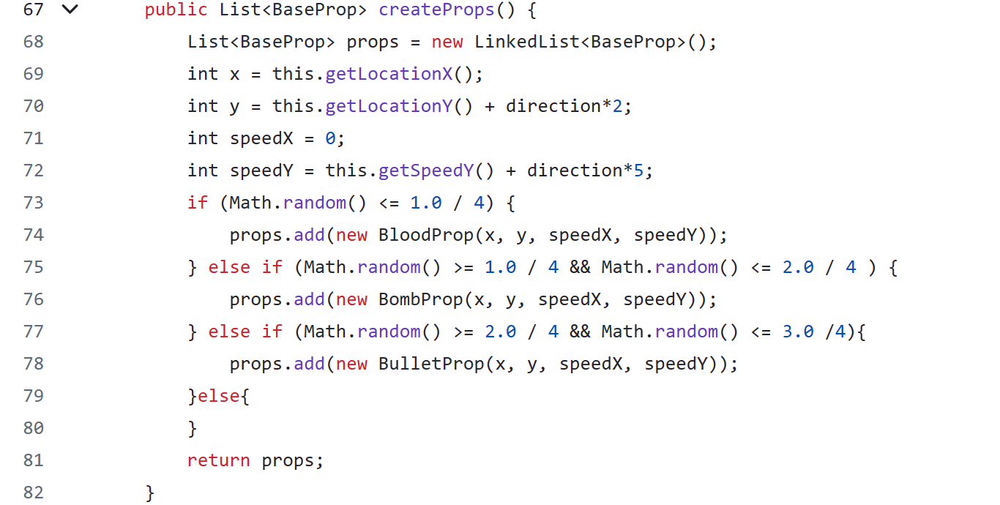 67 public List<BaseProp> createProps() {
68 List<BaseProp> props = new LinkedList<BaseProp>();
69 int x = this.getLocationX();
70 int y = this.getLocationY() + direction*2;
71 int speedX = 0;
72 int speedY = this.getSpeedY() + direction*5;
73 if (Math.random() <= 1.0 / 4) {
74 props.add(new BloodProp(x, y, speedX, speedY));
75 } else if (Math.random() >= 1.0 / 4 && Math.random() <= 2.0 / 4 ) {
76 props.add(new BombProp(x, y, speedX, speedY));
77 } else if (Math.random() >= 2.0 / 4 && Math.random() <= 3.0 /4){
78 props.add(new BulletProp(x, y, speedX, speedY));
79 }else{
80 }
81 return props;
82 }